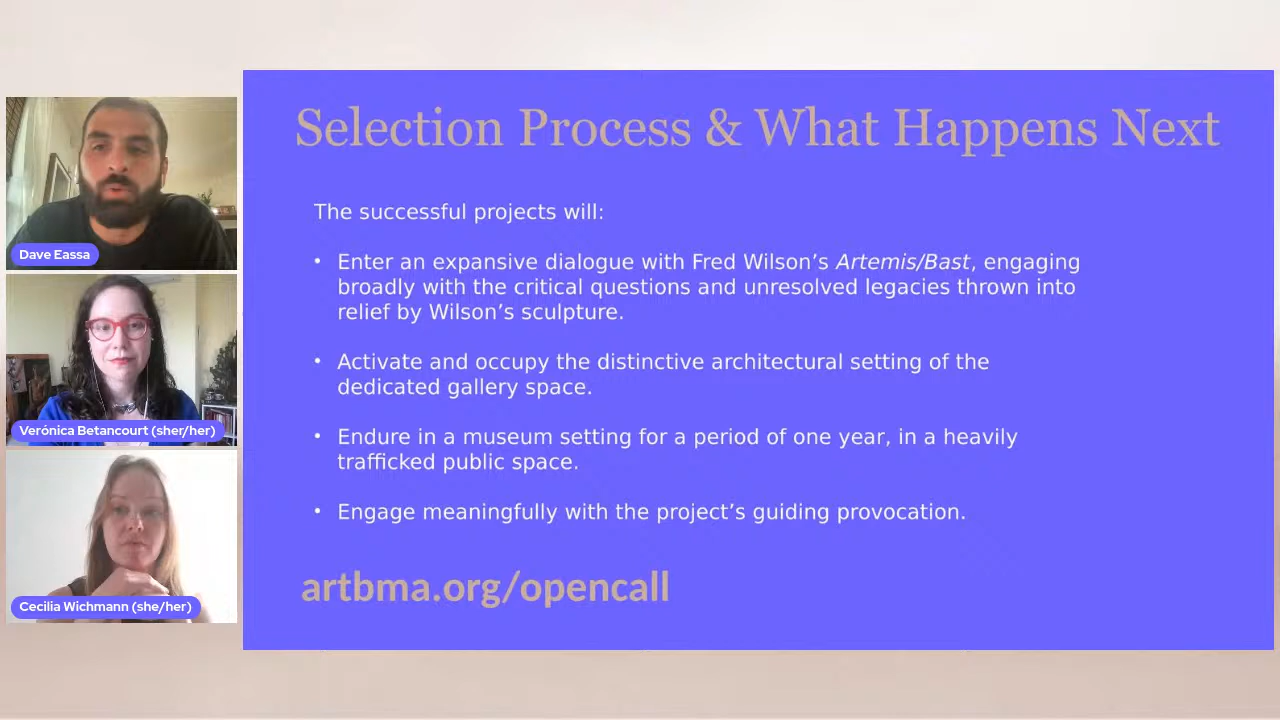 Selection Process & What Happens Next
The successful projects will:
• Enter an expansive dialogue with Fred Wilson’s Artemis/Bast, engaging
broadly with the critical questions and unresolved legacies thrown into
relief by Wilson’s sculpture.
• Activate and occupy the distinctive architectural setting of the
dedicated gallery space.
• Endure in a museum setting for a period of one year, in a heavily
trafficked public space.
• Engage meaningfully with the project’s guiding provocation.
artbma.org/opencall
Dave Eassa
Verónica Betancourt (she/her)
Cecilia Wichmann (she/her)